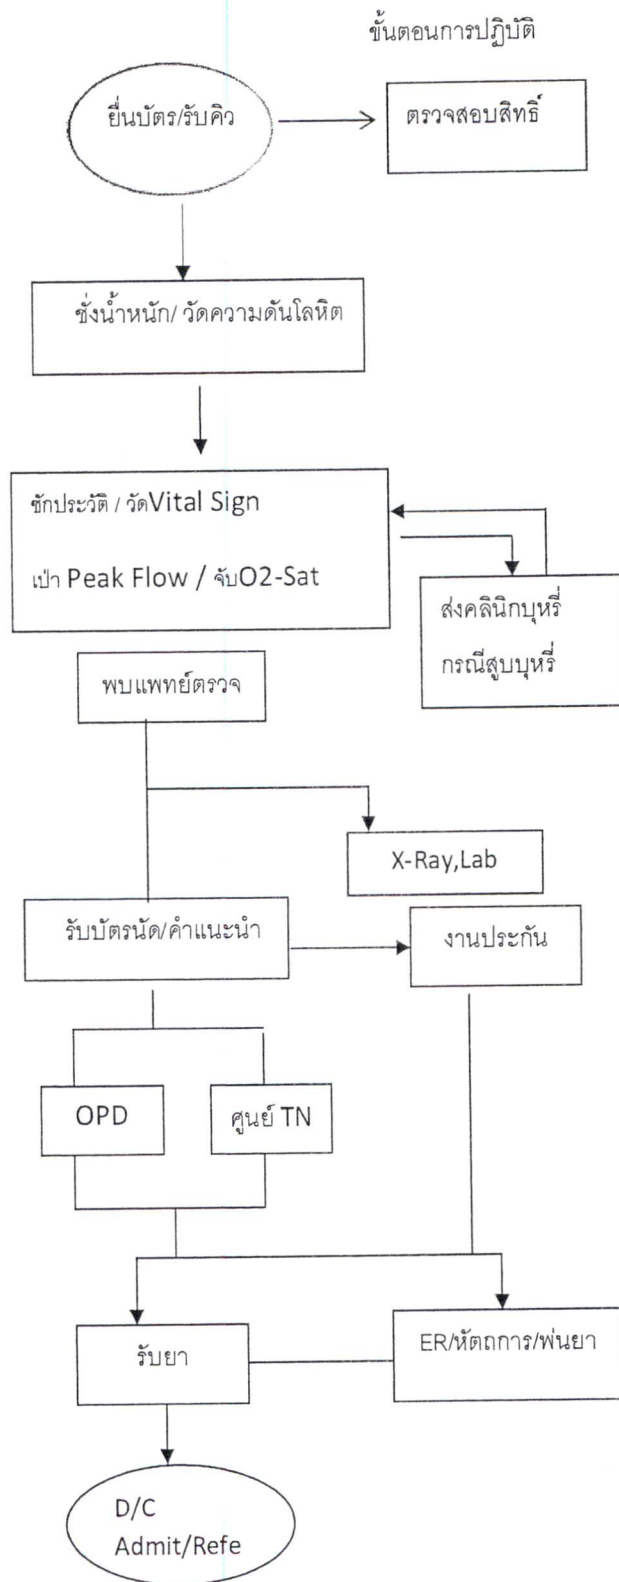 ขั้นตอนการปฏิบัติ
ยื่นบัตร/รับคิว
ตรวจสอบสิทธิ์
ชั่งน้ำหนัก/ วัดความดันโลหิต
ซักประวัติ / วัดVital Sign
เป่า Peak Flow / จับO2-Sat
ส่งคลินิกบุหรี่
กรณีสูบบุหรี่
พบแพทย์ตรวจ
X-Ray,Lab
รับบัตรนัด/คำแนะนำ
งานประกัน
OPD
ศูนย์ TN
รับยา
ER/หัตถการ/พ่นยา
D/C
Admit/Refe